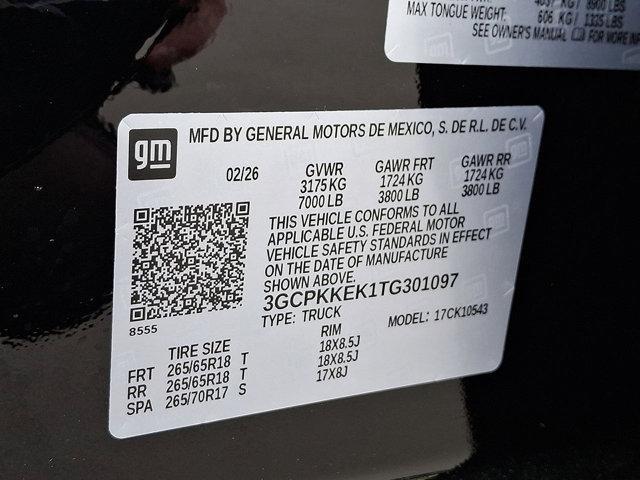 MAX TONGUE WEIGHT 606 KG / 1335 LBS
SEE OWNER'S MANUAL FOR MORE
gm
MFD BY GENERAL MOTORS DE MEXICO, S. DE R.L. DE C.V.
02/26 GVWR GAWR FRT GAWR RR
3175 KG 1724 KG 1724 KG
7000 LB 3800 LB 3800 LB
THIS VEHICLE CONFORMS TO ALL
APPLICABLE U.S. FEDERAL MOTOR
VEHICLE SAFETY STANDARDS IN EFFECT
ON THE DATE OF MANUFACTURE
SHOWN ABOVE.
3GCPKKEK1TG301097
8555
TYPE: TRUCK MODEL: 17CK10543
TIRE SIZE RIM
FRT 265/65R18 T 18X8.5J
RR 265/65R18 T 18X8.5J
SPA 265/70R17 S 17X8J